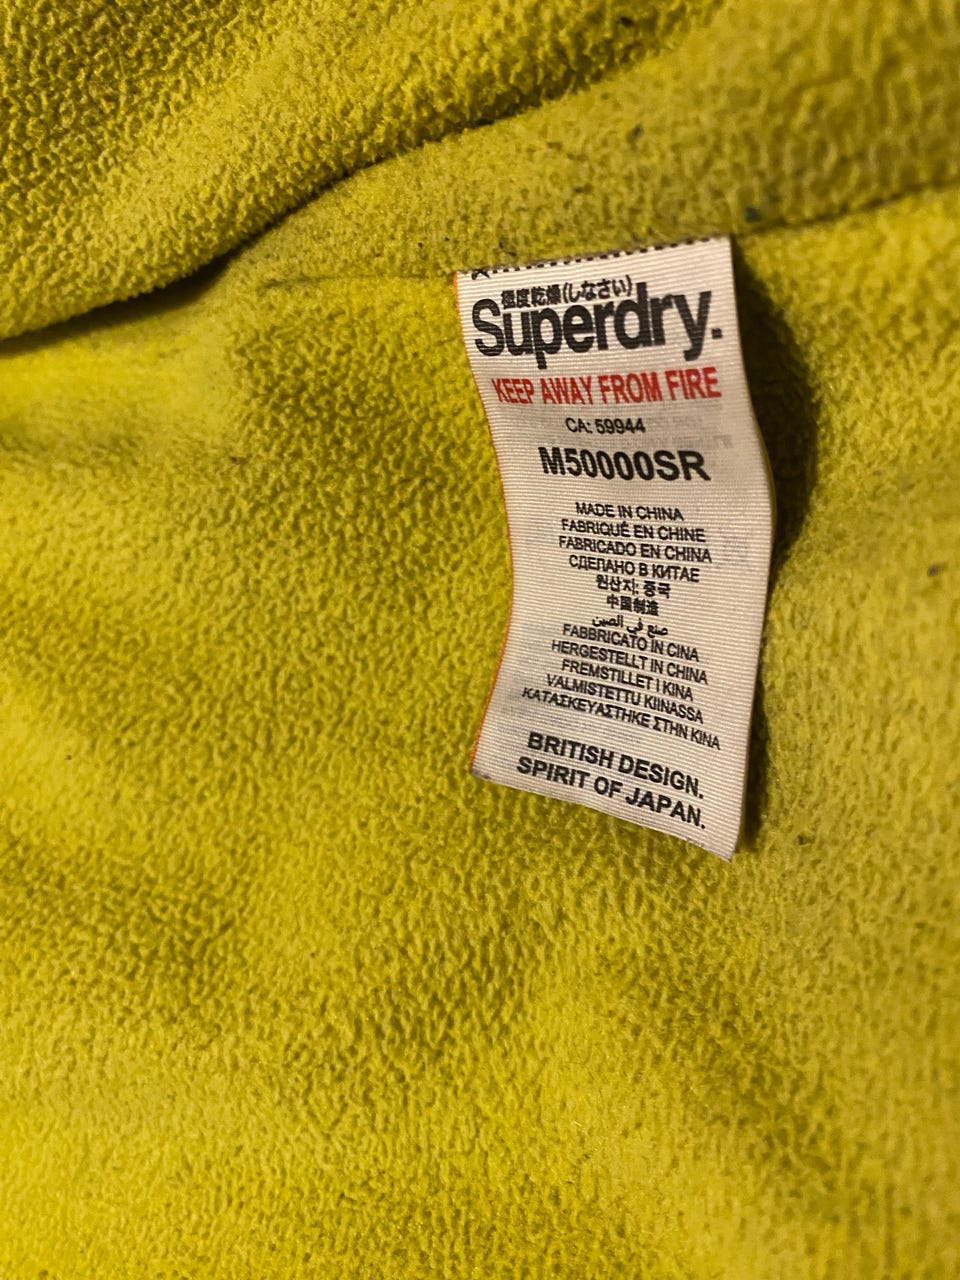 極度乾燥(しなさい)
Superdry.
KEEP AWAY FROM FIRE
CA: 59944
M50000SR
MADE IN CHINA
FABRIQUÉ EN CHINE
FABRICADO EN CHINA
СДЕЛАНО В КИТАЕ
원산지: 중국
中国制造
صنع في الصين
FABBRICATO IN CINA
HERGESTELLT IN CHINA
FREMSTILLET I KINA
VALMISTETTU KIINASSA
ΚΑΤΑΣΚΕΥΑΣΤΗΚΕ ΣΤΗΝ ΚΙΝΑ
BRITISH DESIGN.
SPIRIT OF JAPAN.